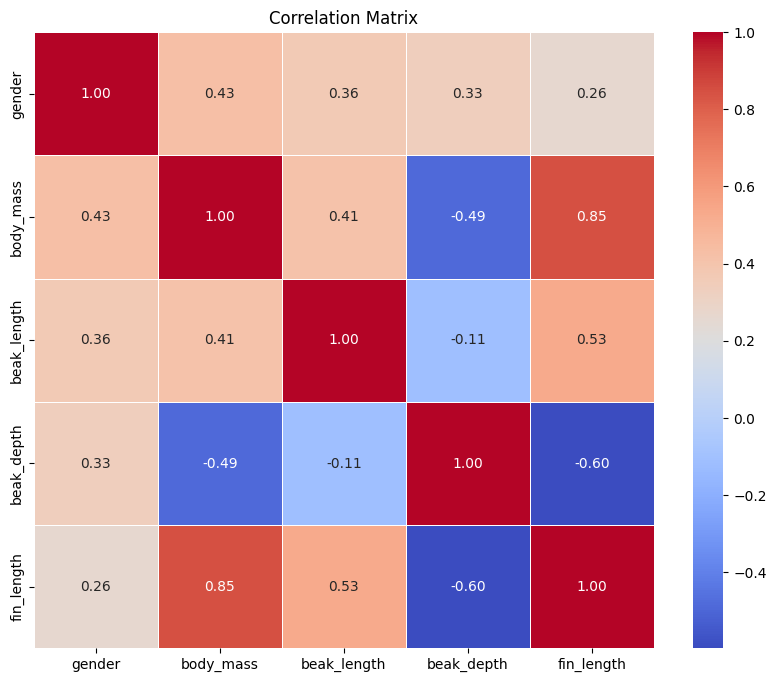 Correlation Matrix
gender 1.00 0.43 0.36 0.33 0.26
body_mass 0.43 1.00 0.41 -0.49 0.85
beak_length 0.36 0.41 1.00 -0.11 0.53
beak_depth 0.33 -0.49 -0.11 1.00 -0.60
fin_length 0.26 0.85 0.53 -0.60 1.00
gender body_mass beak_length beak_depth fin_length
1.0
0.8
0.6
0.4
0.2
0.0
−0.2
−0.4